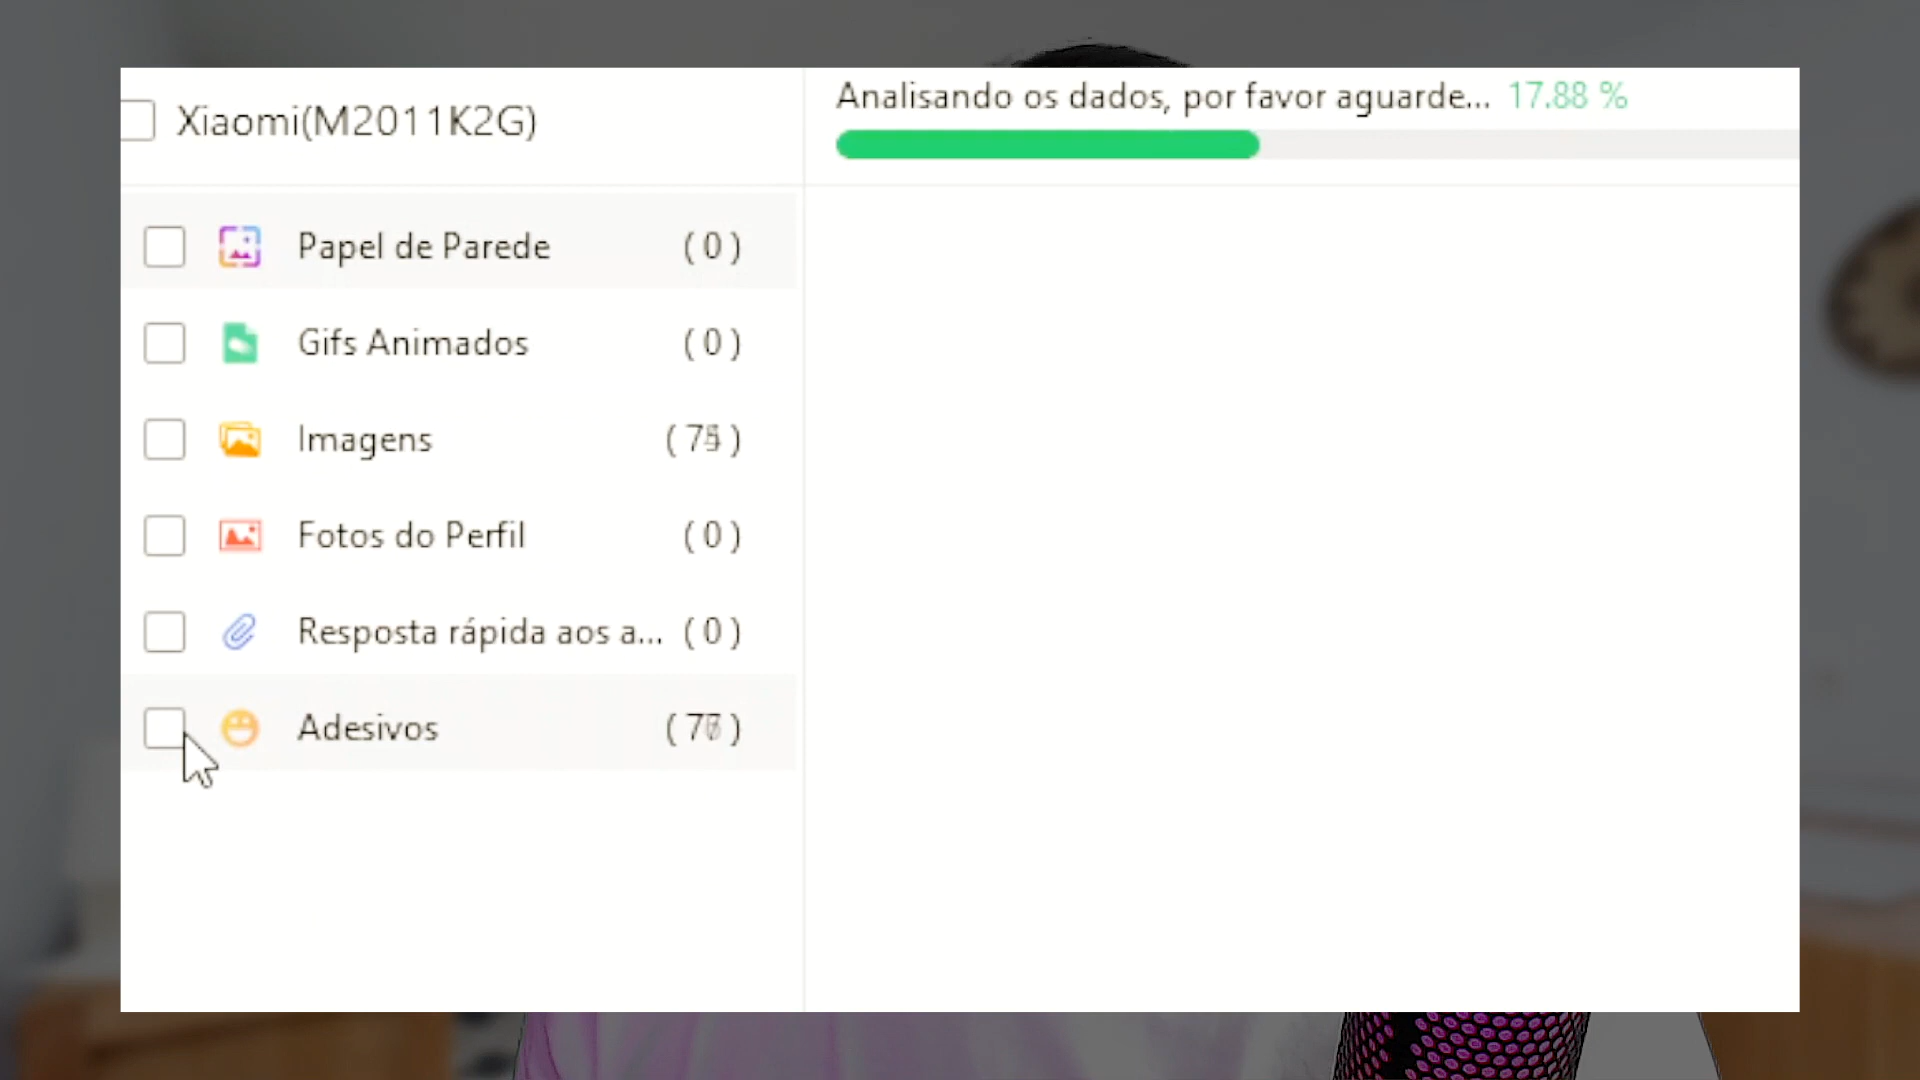 Xiaomi(M2011K2G)
Analisando os dados, por favor aguarde... 17.88 %
Papel de Parede (0)
Gifs Animados (0)
Imagens
Fotos do Perfil (0)
Resposta rápida aos a... (0)
Adesivos